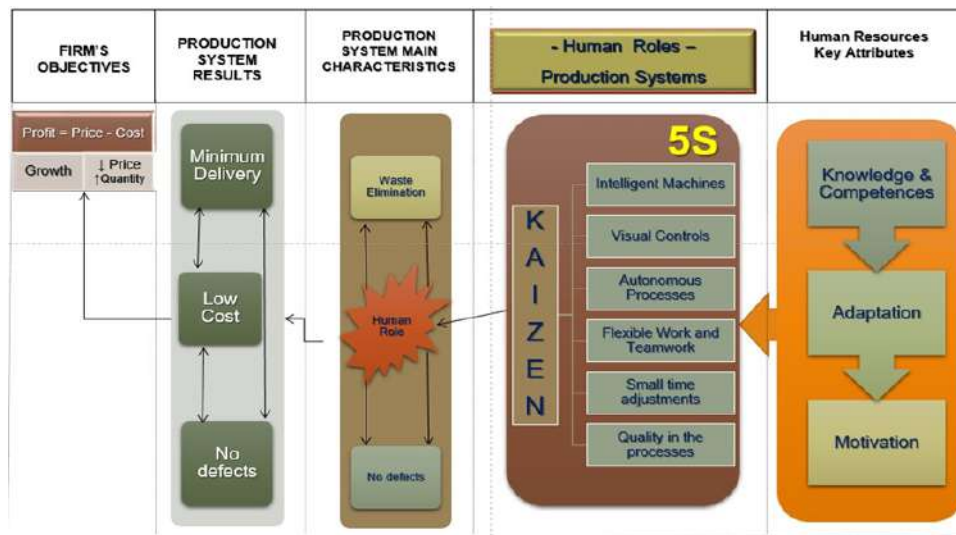 FIRM'S
OBJECTIVES
PRODUCTION
SYSTEM
RESULTS
PRODUCTION
SYSTEM MAIN
CHARACTERISTICS
- Human Roles –
Production Systems
Human Resources
Key Attributes
Profit = Price - Cost
Growth
↓ Price
↑Quantity
Minimum
Delivery
Low
Cost
No
defects
Waste
Elimination
Human
Role
No defects
5S
K
A
I
Z
E
N
Intelligent Machines
Visual Controls
Autonomous
Processes
Flexible Work and
Teamwork
Small time
adjustments
Quality in the
processes
Knowledge &
Competences
Adaptation
Motivation